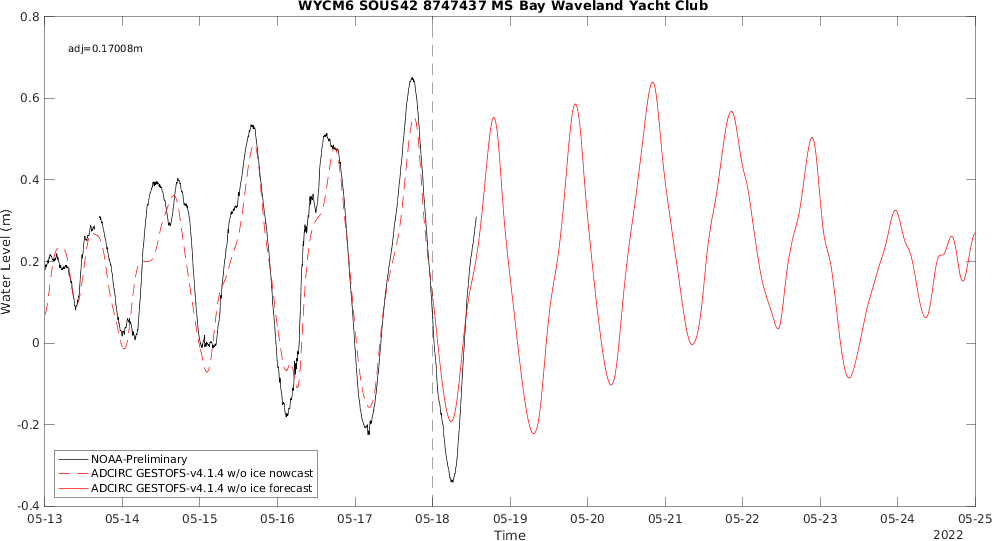 WYCM6 SOUS42 8747437 MS Bay Waveland Yacht Club
adj=0.17008m
Water Level (m)
0.8
0.6
0.4
0.2
0
-0.2
-0.4
NOAA-Preliminary
ADCIRC GESTOFS-v4.1.4 w/o ice nowcast
ADCIRC GESTOFS-v4.1.4 w/o ice forecast
05-13 05-14 05-15 05-16 05-17 05-18 05-19 05-20 05-21 05-22 05-23 05-24 05-25
Time
2022